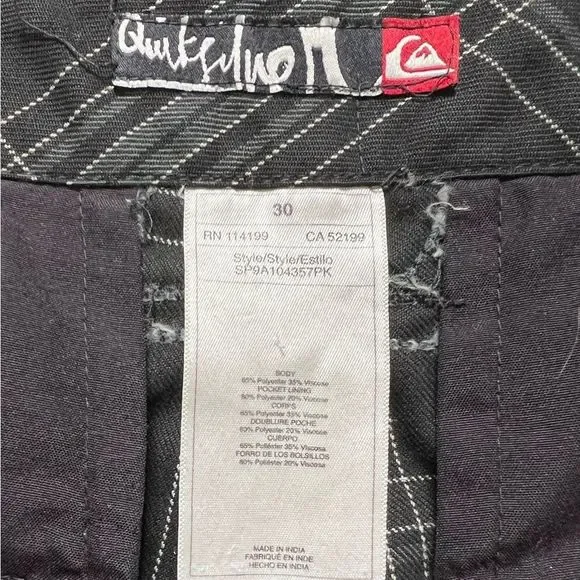 Quiksilver
30
RN 114199 CA 52199
Style/Style/Estilo
SP9A104357PK
BODY
65% Polyester 35% Viscose
POCKET LINING
80% Polyester 20% Viscose
CORPS
65% Polyester 35% Viscose
DOUBLURE POCHE
80% Polyester 20% Viscose
CUERPO
65% Poliéster 35% Viscosa
FORRO DE LOS BOLSILLOS
80% Poliéster 20% Viscosa
MADE IN INDIA
FABRIQUÉ EN INDE
HECHO EN INDIA